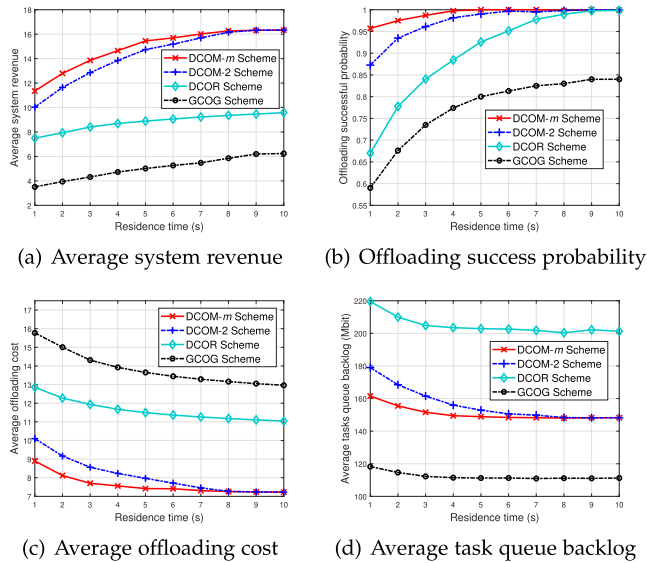 18
16
14
12
10
8
6
4
2
Average system revenue
DCOM-m Scheme
DCOM-2 Scheme
DCOR Scheme
GCOG Scheme
1 2 3 4 5 6 7 8 9 10
Residence time (s)
(a) Average system revenue
1
0.95
0.9
0.85
0.8
0.75
0.7
0.65
0.6
0.55
Offloading successful probability
DCOM-m Scheme
DCOM-2 Scheme
DCOR Scheme
GCOG Scheme
1 2 3 4 5 6 7 8 9 10
Residence time (s)
(b) Offloading success probability
17
16
15
14
13
12
11
10
9
8
7
Average offloading cost
DCOM-m Scheme
DCOM-2 Scheme
DCOR Scheme
GCOG Scheme
1 2 3 4 5 6 7 8 9 10
Residence time (s)
(c) Average offloading cost
220
200
180
160
140
120
100
Average tasks queue backlog (Mbit)
DCOM-m Scheme
DCOM-2 Scheme
DCOR Scheme
GCOG Scheme
1 2 3 4 5 6 7 8 9 10
Residence time (s)
(d) Average task queue backlog